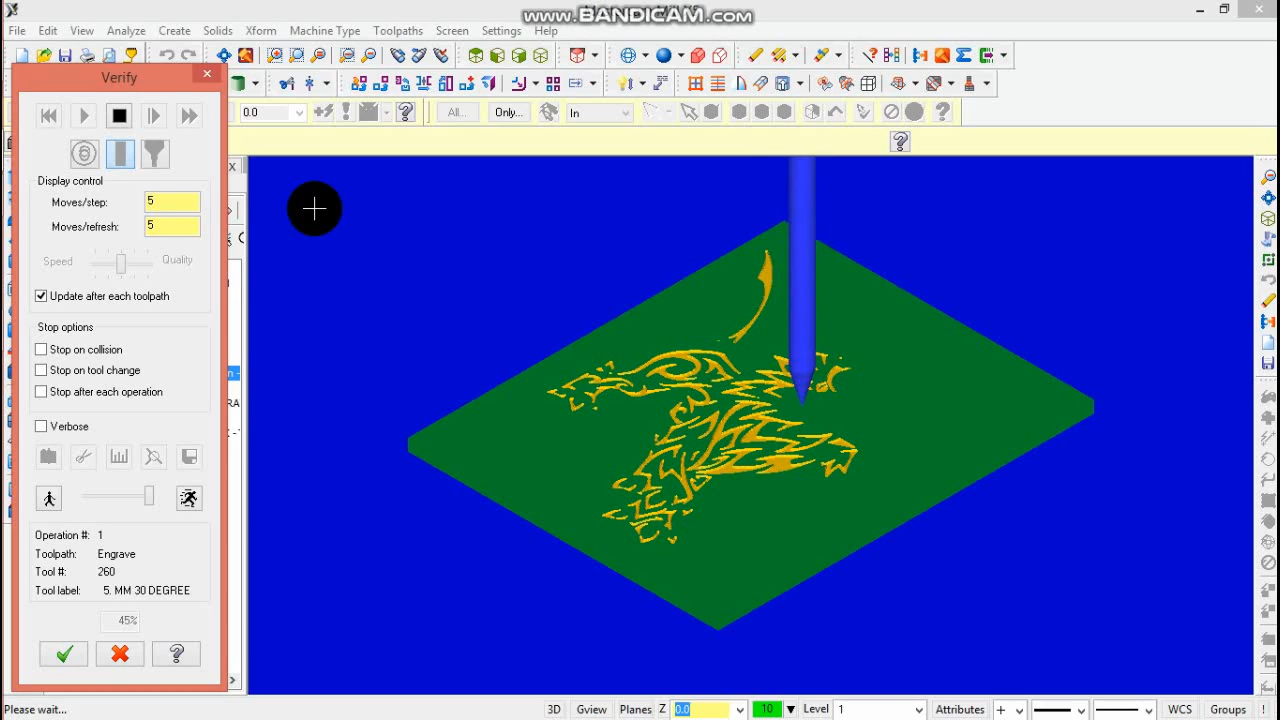 www.BANDICAM.com
File Edit View Analyze Create Solids Xform Machine Type Toolpaths Screen Settings Help
Verify
0.0
All...
Only...
In
Display control
Moves/step: 5
Moves/refresh: 5
Speed Quality
Update after each toolpath
Stop options
Stop on collision
Stop on tool change
Stop after each operation
Verbose
Operation #: 1
Toolpath: Engrave
Tool #: 260
Tool label: 5. MM 30 DEGREE
45%
Please wait...
3D Gview Planes Z 0.0 10 Level 1 Attributes WCS Groups